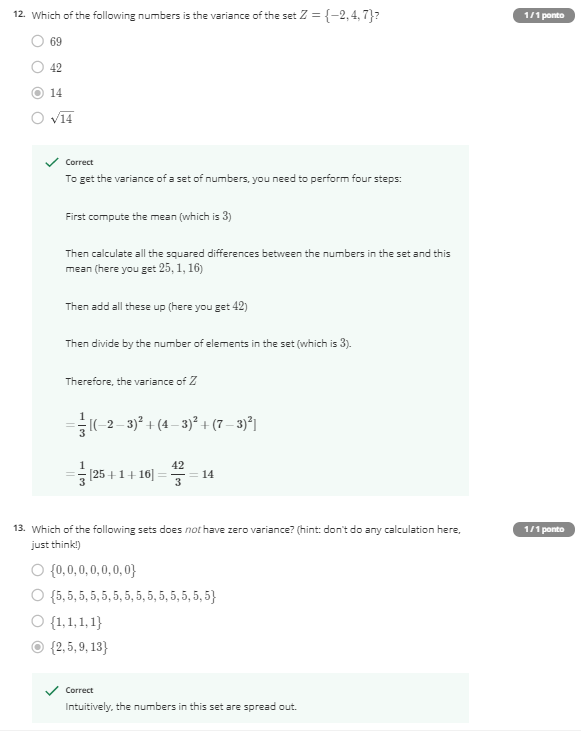 12. Which of the following numbers is the variance of the set Z = {−2, 4, 7}?
1 / 1 ponto
69
42
14
√14
Correct
To get the variance of a set of numbers, you need to perform four steps:
First compute the mean (which is 3)
Then calculate all the squared differences between the numbers in the set and this
mean (here you get 25, 1, 16)
Then add all these up (here you get 42)
Then divide by the number of elements in the set (which is 3).
Therefore, the variance of Z
= 1/3 [(−2 − 3)² + (4 − 3)² + (7 − 3)²]
= 1/3 [25 + 1 + 16] = 42/3 = 14
13. Which of the following sets does not have zero variance? (hint: don't do any calculation here,
1 / 1 ponto
just think!)
{0, 0, 0, 0, 0, 0, 0}
{5, 5, 5, 5, 5, 5, 5, 5, 5, 5, 5, 5, 5, 5}
{1, 1, 1, 1}
{2, 5, 9, 13}
Correct
Intuitively, the numbers in this set are spread out.